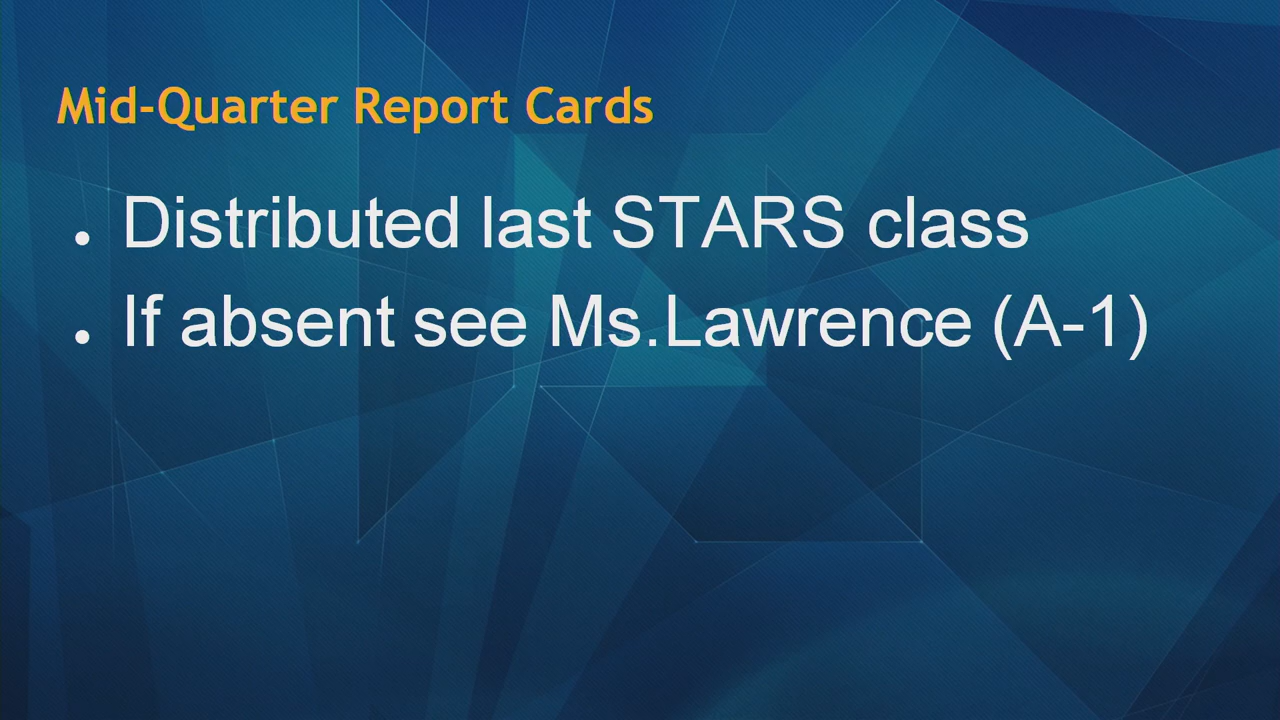 Mid-Quarter Report Cards
● Distributed last STARS class
● If absent see Ms.Lawrence (A-1)